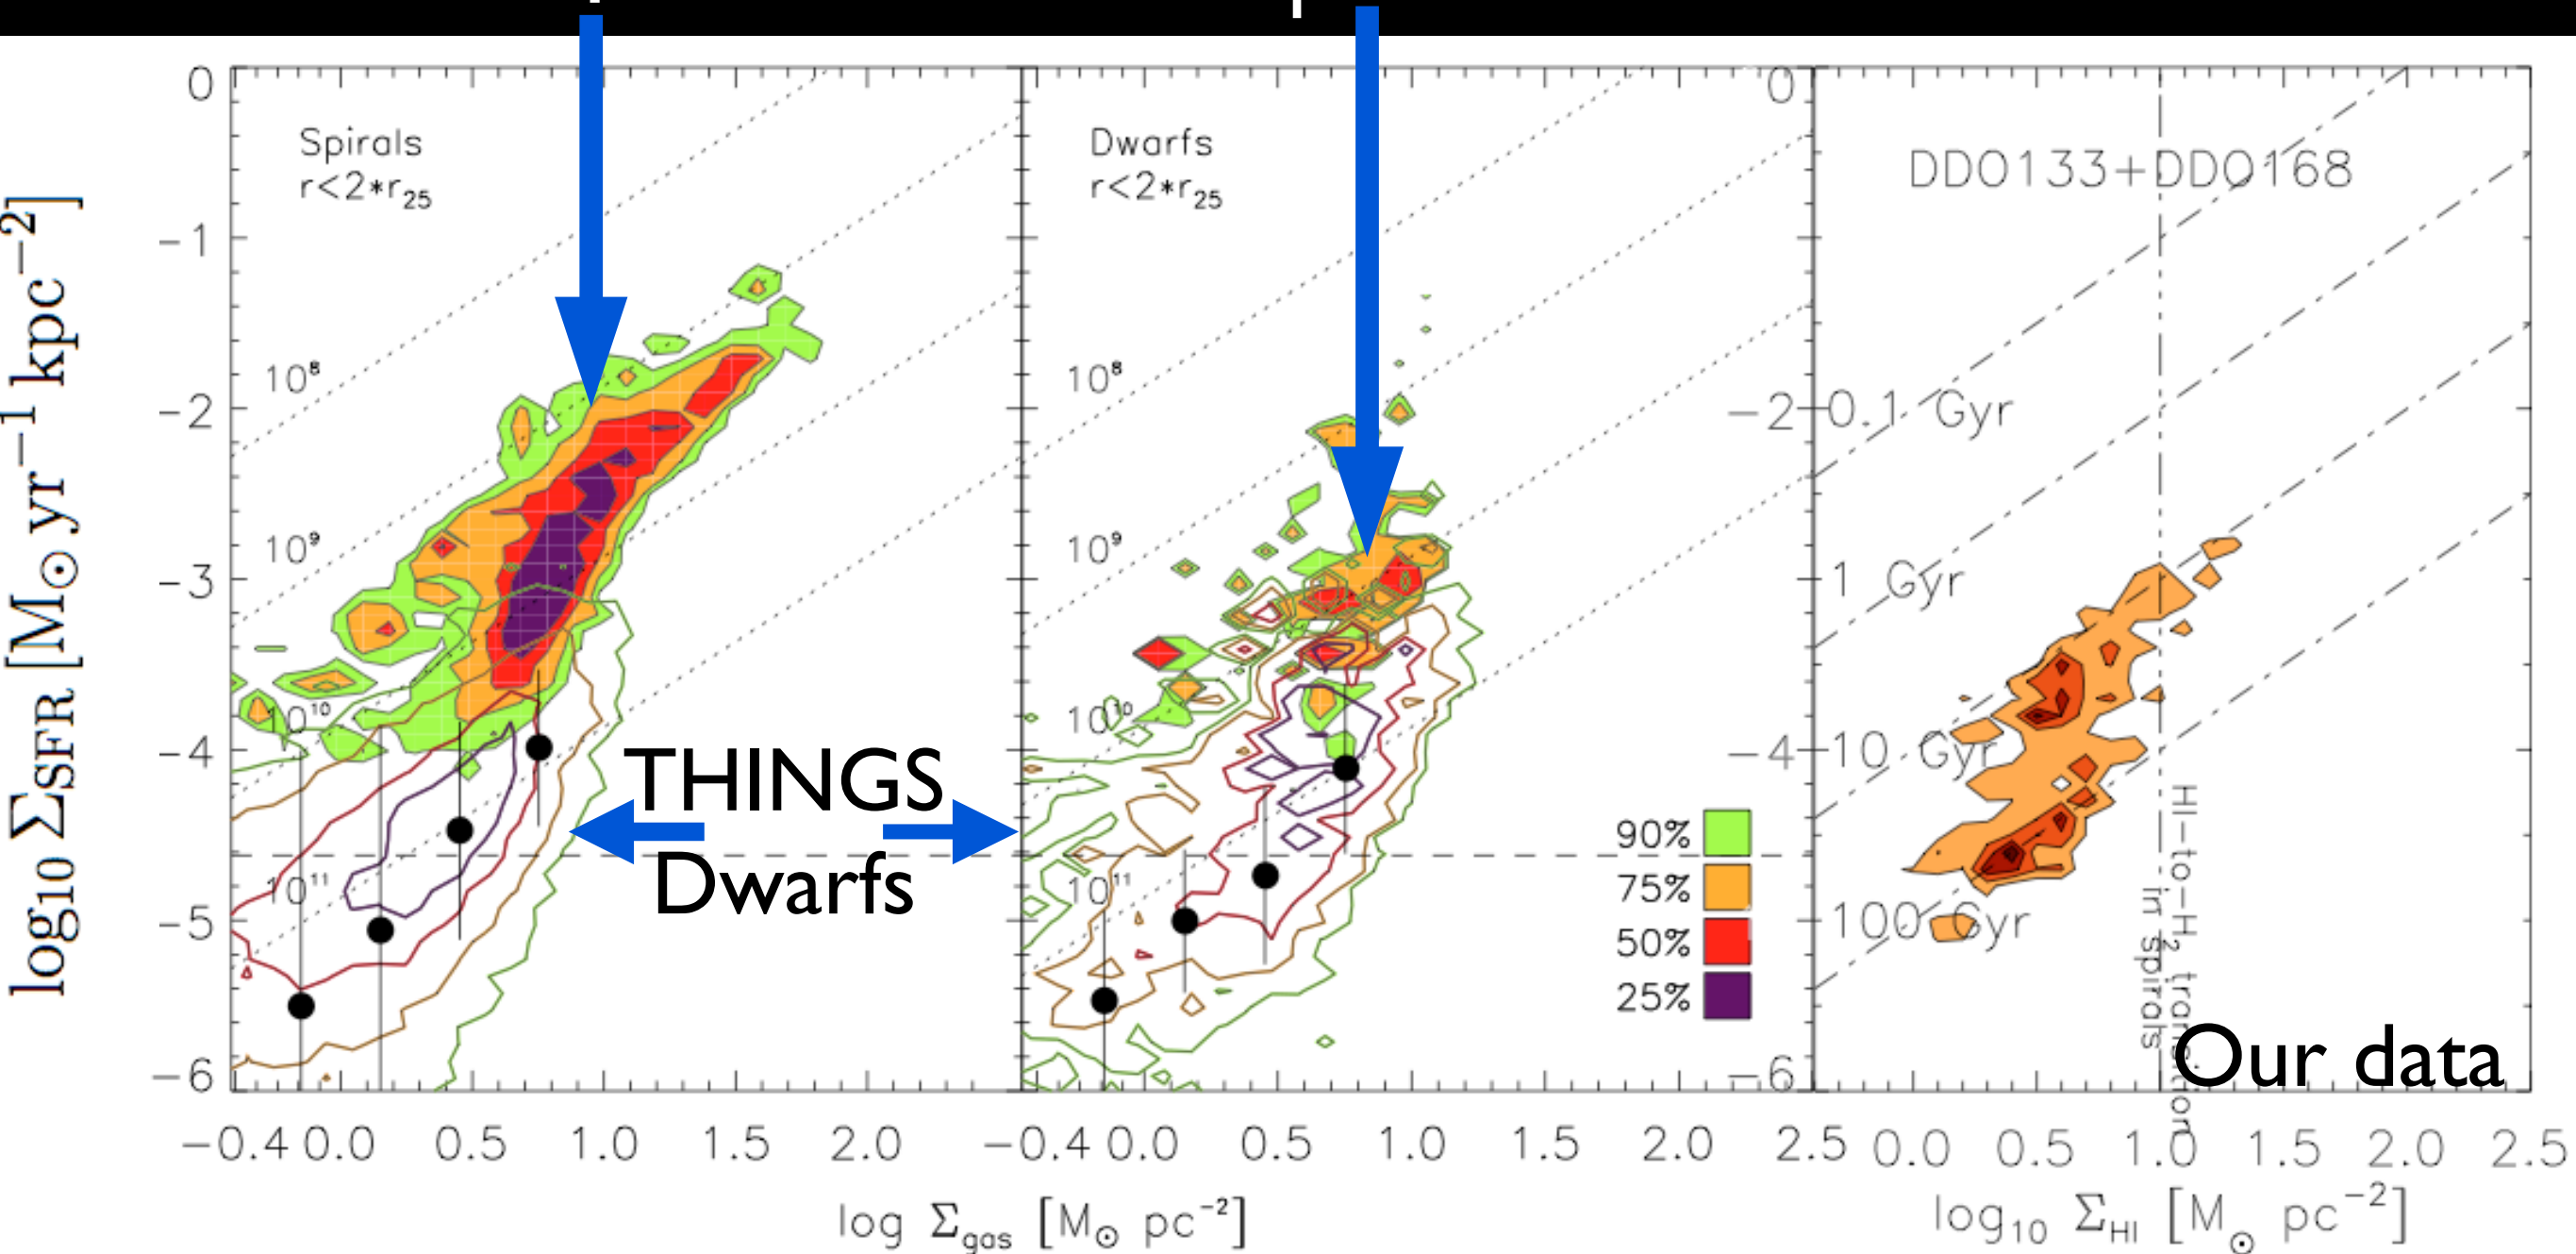 log10 ΣSFR [M⊙ yr−1 kpc−2]
0
−1
−2
−3
−4
−5
−6
Spirals
r<2*r25
10⁸
10⁹
10¹⁰
10¹¹
−0.4 0.0 0.5 1.0 1.5 2.0
THINGS
Dwarfs
Dwarfs
r<2*r25
10⁸
10⁹
10¹⁰
10¹¹
90%
75%
50%
25%
−0.4 0.0 0.5 1.0 1.5 2.0 2.5
log Σgas [M⊙ pc⁻²]
0
−2
−4
−6
DDO133+DDO168
0.1 Gyr
1 Gyr
10 Gyr
100 Gyr
HI−to−H2 transition
in spirals
Our data
0.0 0.5 1.0 1.5 2.0 2.5
log10 ΣHI [M⊙ pc⁻²]